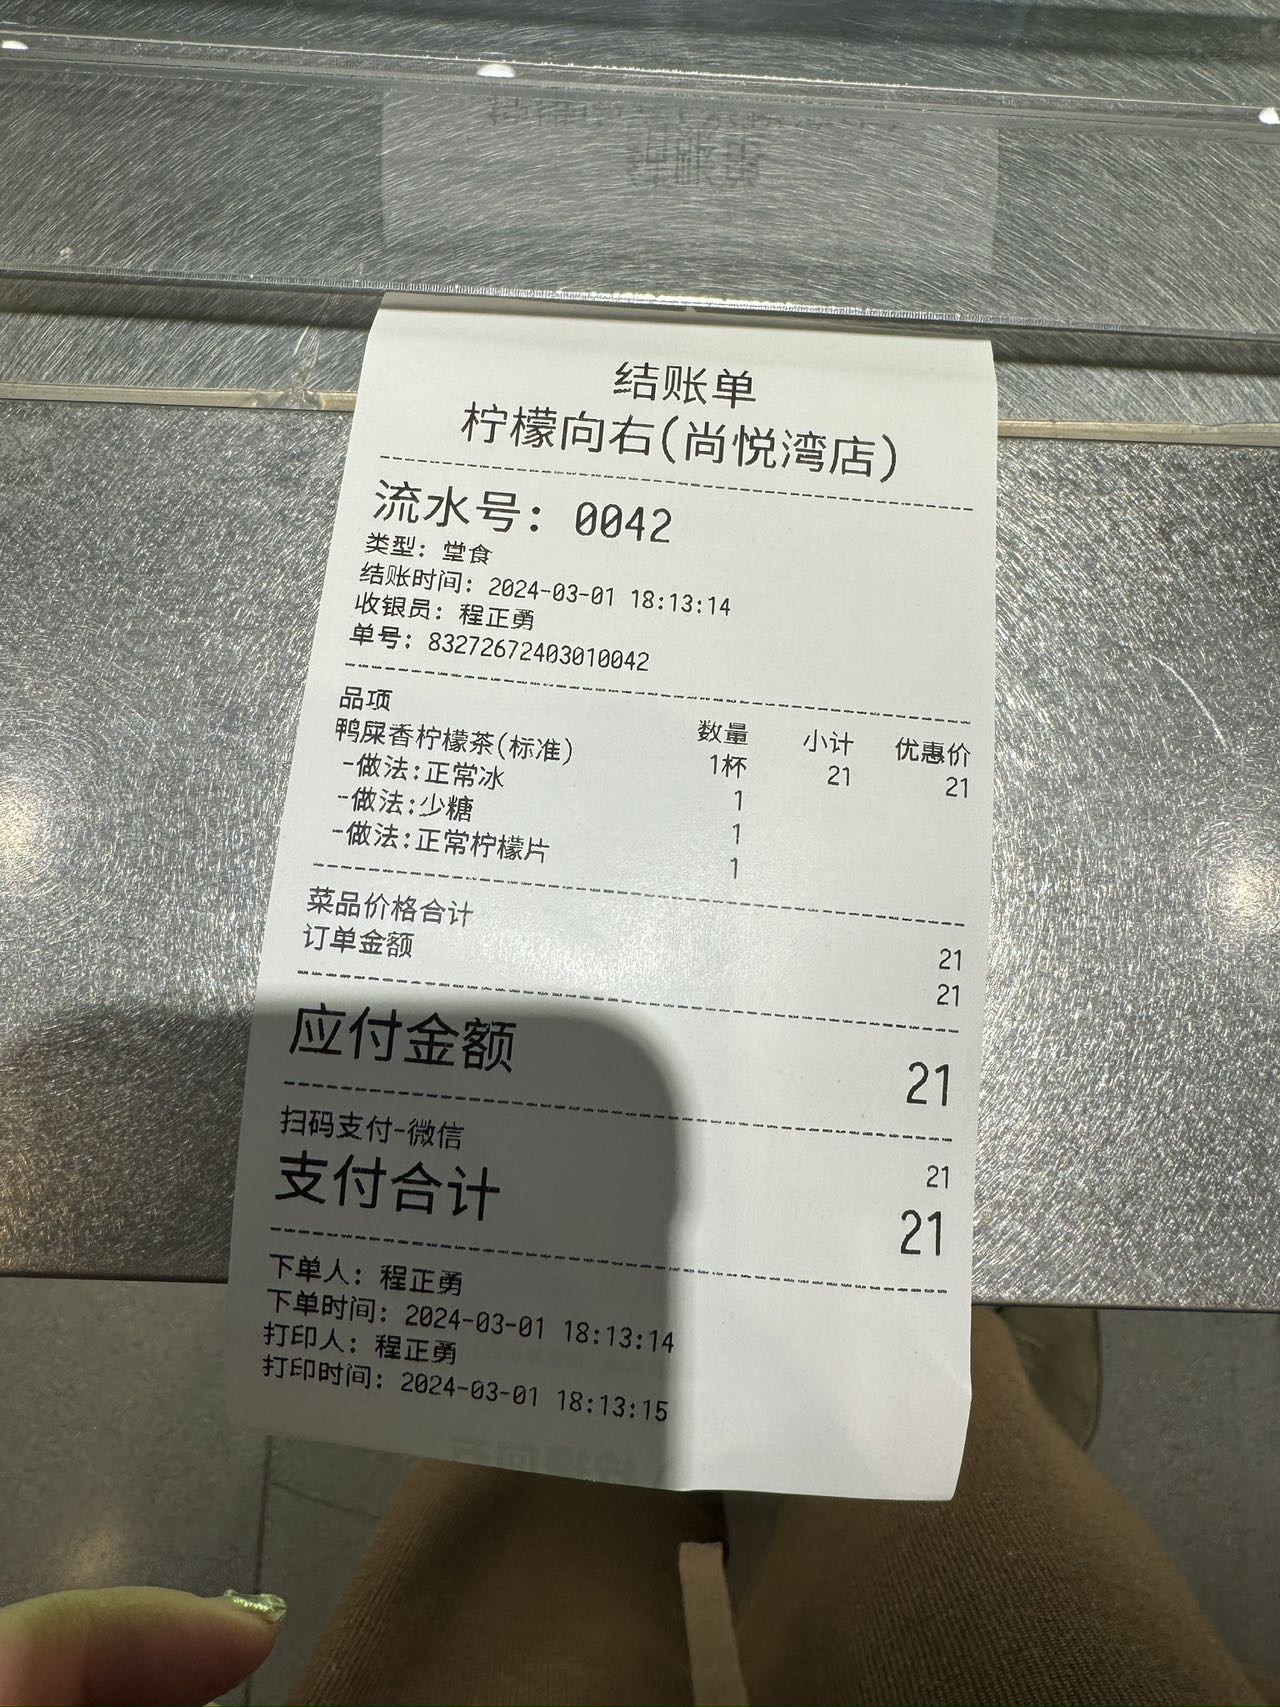 结账单
柠檬向右(尚悦湾店)
流水号: 0042
类型: 堂食
结账时间: 2024-03-01 18:13:14
收银员: 程正勇
单号: 83272672403010042
品项 数量 小计 优惠价
鸭屎香柠檬茶(标准) 1杯 21 21
-做法:正常冰 1
-做法:少糖 1
-做法:正常柠檬片 1
菜品价格合计 21
订单金额 21
应付金额 21
扫码支付-微信 21
支付合计 21
下单人: 程正勇
下单时间: 2024-03-01 18:13:14
打印人: 程正勇
打印时间: 2024-03-01 18:13:15